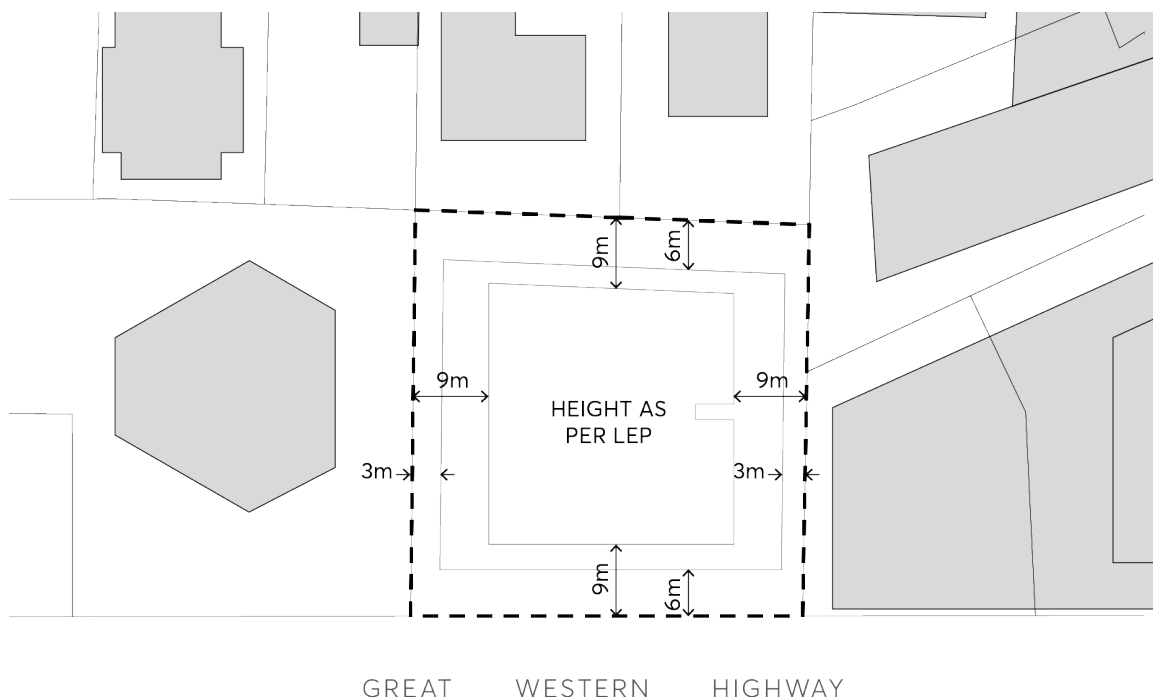 9m
6m
9m
9m
HEIGHT AS
PER LEP
3m
3m
9m
6m
GREAT WESTERN HIGHWAY